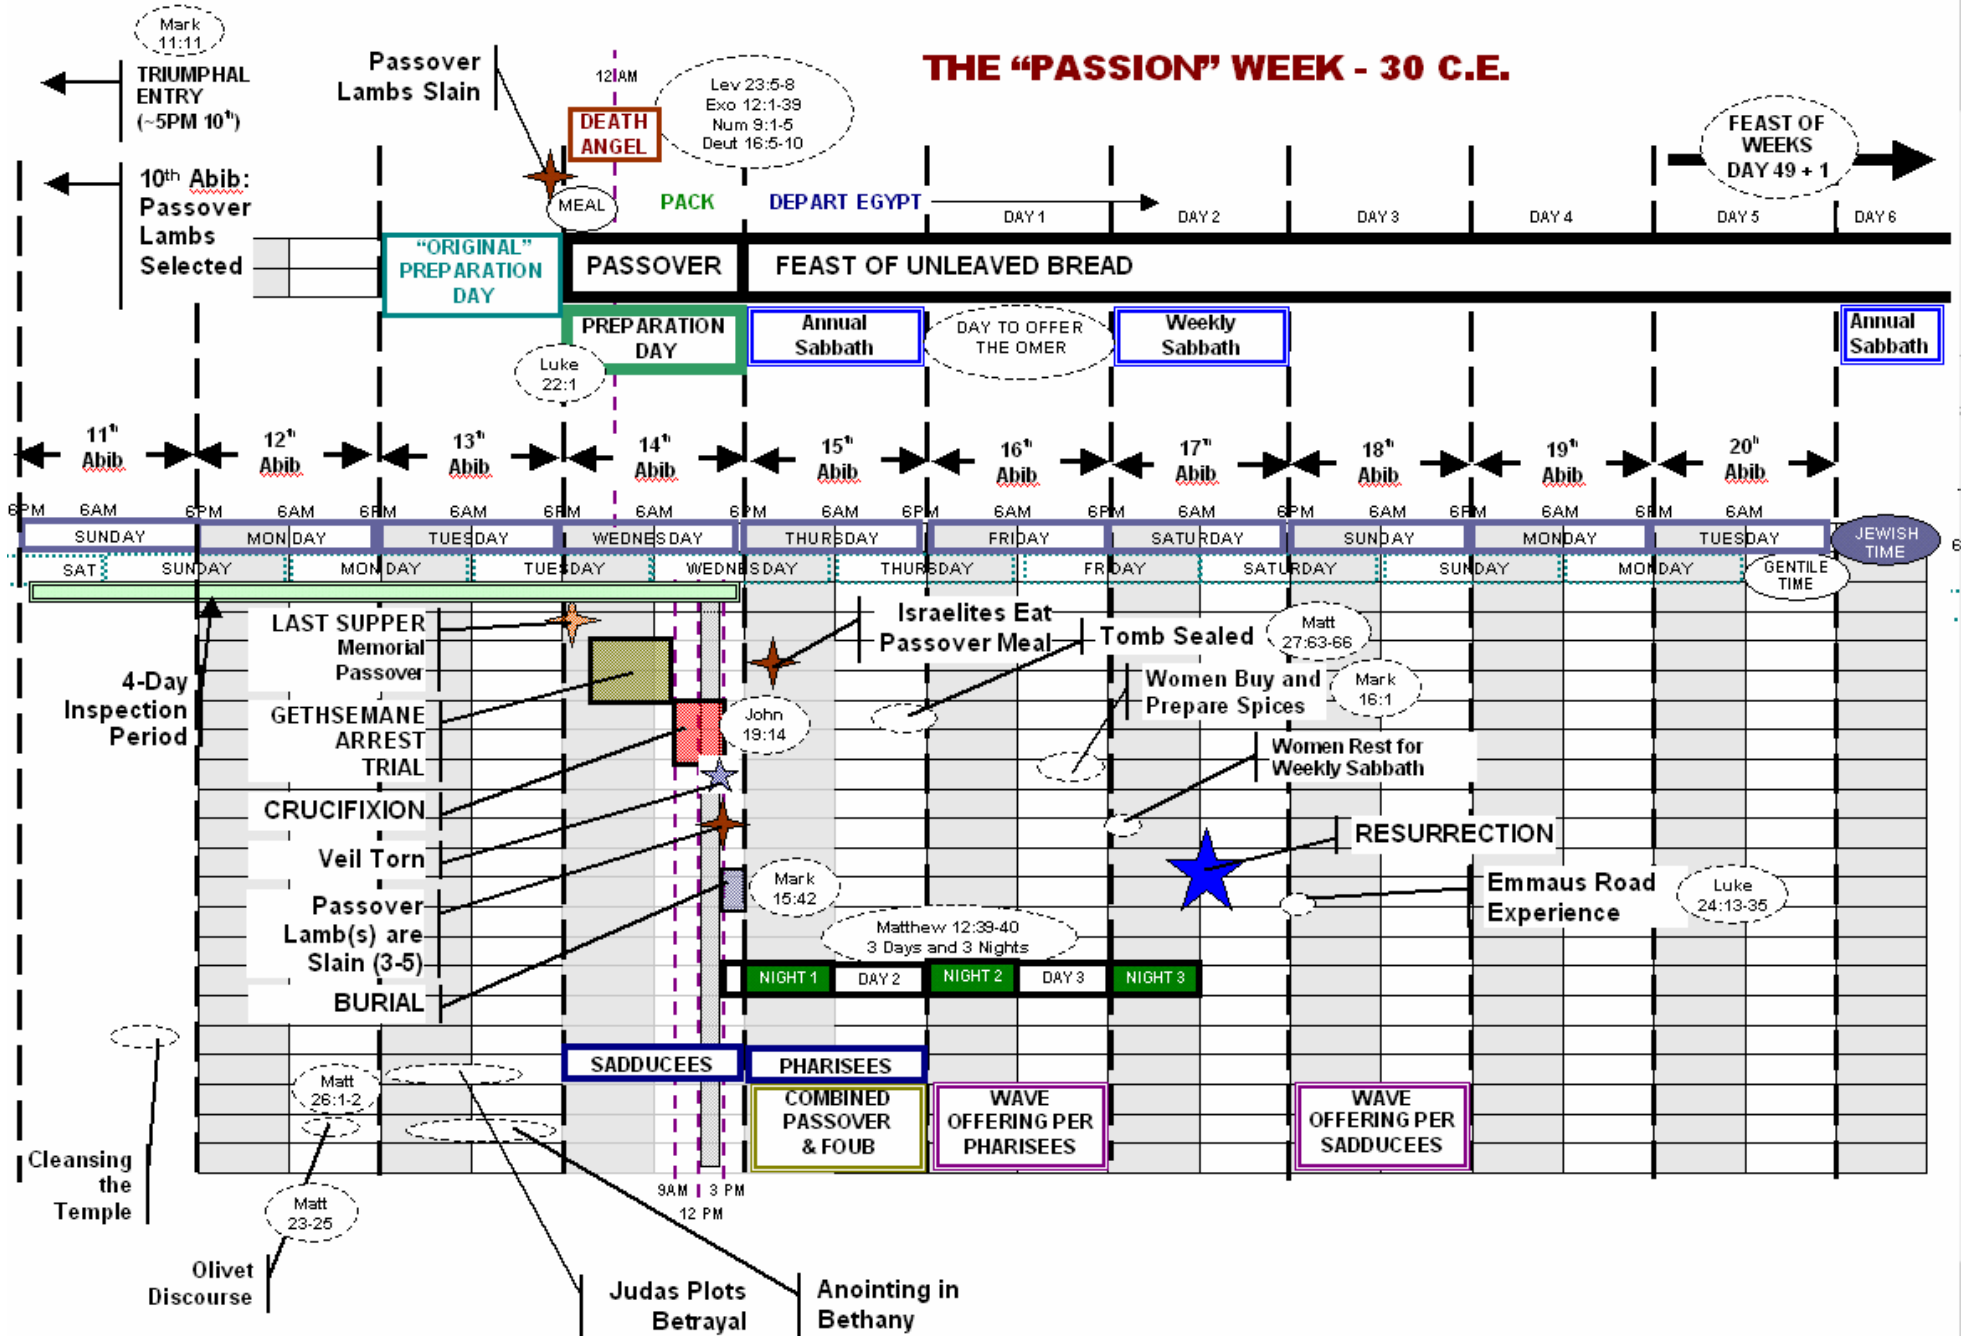 THE “PASSION” WEEK - 30 C.E.
Mark
11:11
TRIUMPHAL
ENTRY
(~5PM 10th)
10th Abib:
Passover
Lambs
Selected
Passover
Lambs Slain
12 AM
DEATH
ANGEL
Lev 23:5-8
Exo 12:1-39
Num 9:1-5
Deut 16:5-10
FEAST OF
WEEKS
DAY 49 + 1
MEAL
PACK
DEPART EGYPT
DAY 1
DAY 2
DAY 3
DAY 4
DAY 5
DAY 6
“ORIGINAL”
PREPARATION
DAY
PASSOVER
FEAST OF UNLEAVED BREAD
PREPARATION
DAY
Luke
22:1
Annual
Sabbath
DAY TO OFFER
THE OMER
Weekly
Sabbath
Annual
Sabbath
11th
Abib
12th
Abib
13th
Abib
14th
Abib
15th
Abib
16th
Abib
17th
Abib
18th
Abib
19th
Abib
20th
Abib
6PM 6AM 6PM 6AM 6PM 6AM 6PM 6AM 6PM 6AM 6PM 6AM 6PM 6AM 6PM 6AM 6PM 6AM 6PM 6AM
SUNDAY MONDAY TUESDAY WEDNESDAY THURSDAY FRIDAY SATURDAY SUNDAY MONDAY TUESDAY
JEWISH
TIME
SAT SUNDAY MONDAY TUESDAY WEDNESDAY THURSDAY FRIDAY SATURDAY SUNDAY MONDAY
GENTILE
TIME
4-Day
Inspection
Period
LAST SUPPER
Memorial
Passover
GETHSEMANE
ARREST
TRIAL
CRUCIFIXION
Veil Torn
Passover
Lamb(s) are
Slain (3-5)
BURIAL
Israelites Eat
Passover Meal
Tomb Sealed
Matt
27:63-66
Women Buy and
Prepare Spices
Mark
16:1
John
19:14
Women Rest for
Weekly Sabbath
RESURRECTION
Mark
15:42
Emmaus Road
Experience
Luke
24:13-35
Matthew 12:39-40
3 Days and 3 Nights
NIGHT 1
DAY 2
NIGHT 2
DAY 3
NIGHT 3
SADDUCEES
PHARISEES
COMBINED
PASSOVER
& FOUB
WAVE
OFFERING PER
PHARISEES
WAVE
OFFERING PER
SADDUCEES
Matt
26:1-2
Cleansing
the
Temple
Matt
23-25
9AM 3 PM
12 PM
Olivet
Discourse
Judas Plots
Betrayal
Anointing in
Bethany
6